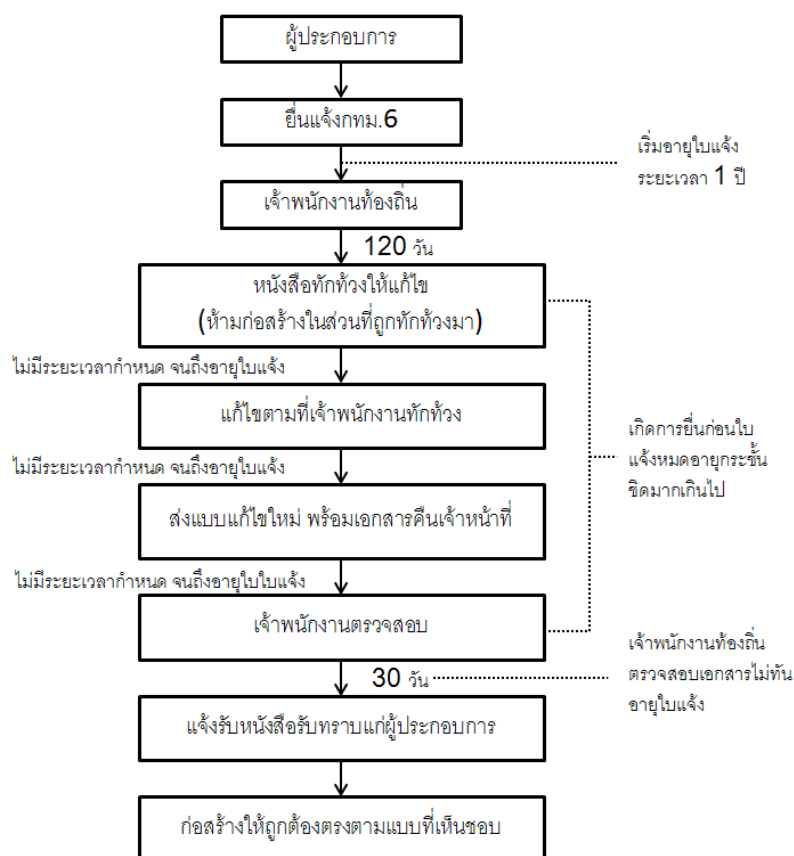 ผู้ประกอบการ
ยื่นแจ้งกทม.6
เริ่มอายุใบแจ้ง
ระยะเวลา 1 ปี
เจ้าพนักงานท้องถิ่น
120 วัน
หนังสือทักท้วงให้แก้ไข
(ห้ามก่อสร้างในส่วนที่ถูกทักท้วงมา)
ไม่มีระยะเวลากำหนด จนถึงอายุใบแจ้ง
แก้ไขตามที่เจ้าพนักงานทักท้วง
เกิดการยื่นก่อนใบ
แจ้งหมดอายุกระชั้น
ชิดมากเกินไป
ไม่มีระยะเวลากำหนด จนถึงอายุใบแจ้ง
ส่งแบบแก้ไขใหม่ พร้อมเอกสารคืนเจ้าหน้าที่
ไม่มีระยะเวลากำหนด จนถึงอายุใบใบแจ้ง
เจ้าพนักงานตรวจสอบ
30 วัน
เจ้าพนักงานท้องถิ่น
ตรวจสอบเอกสารไม่ทัน
อายุใบแจ้ง
แจ้งรับหนังสือรับทราบแก่ผู้ประกอบการ
ก่อสร้างให้ถูกต้องตรงตามแบบที่เห็นชอบ